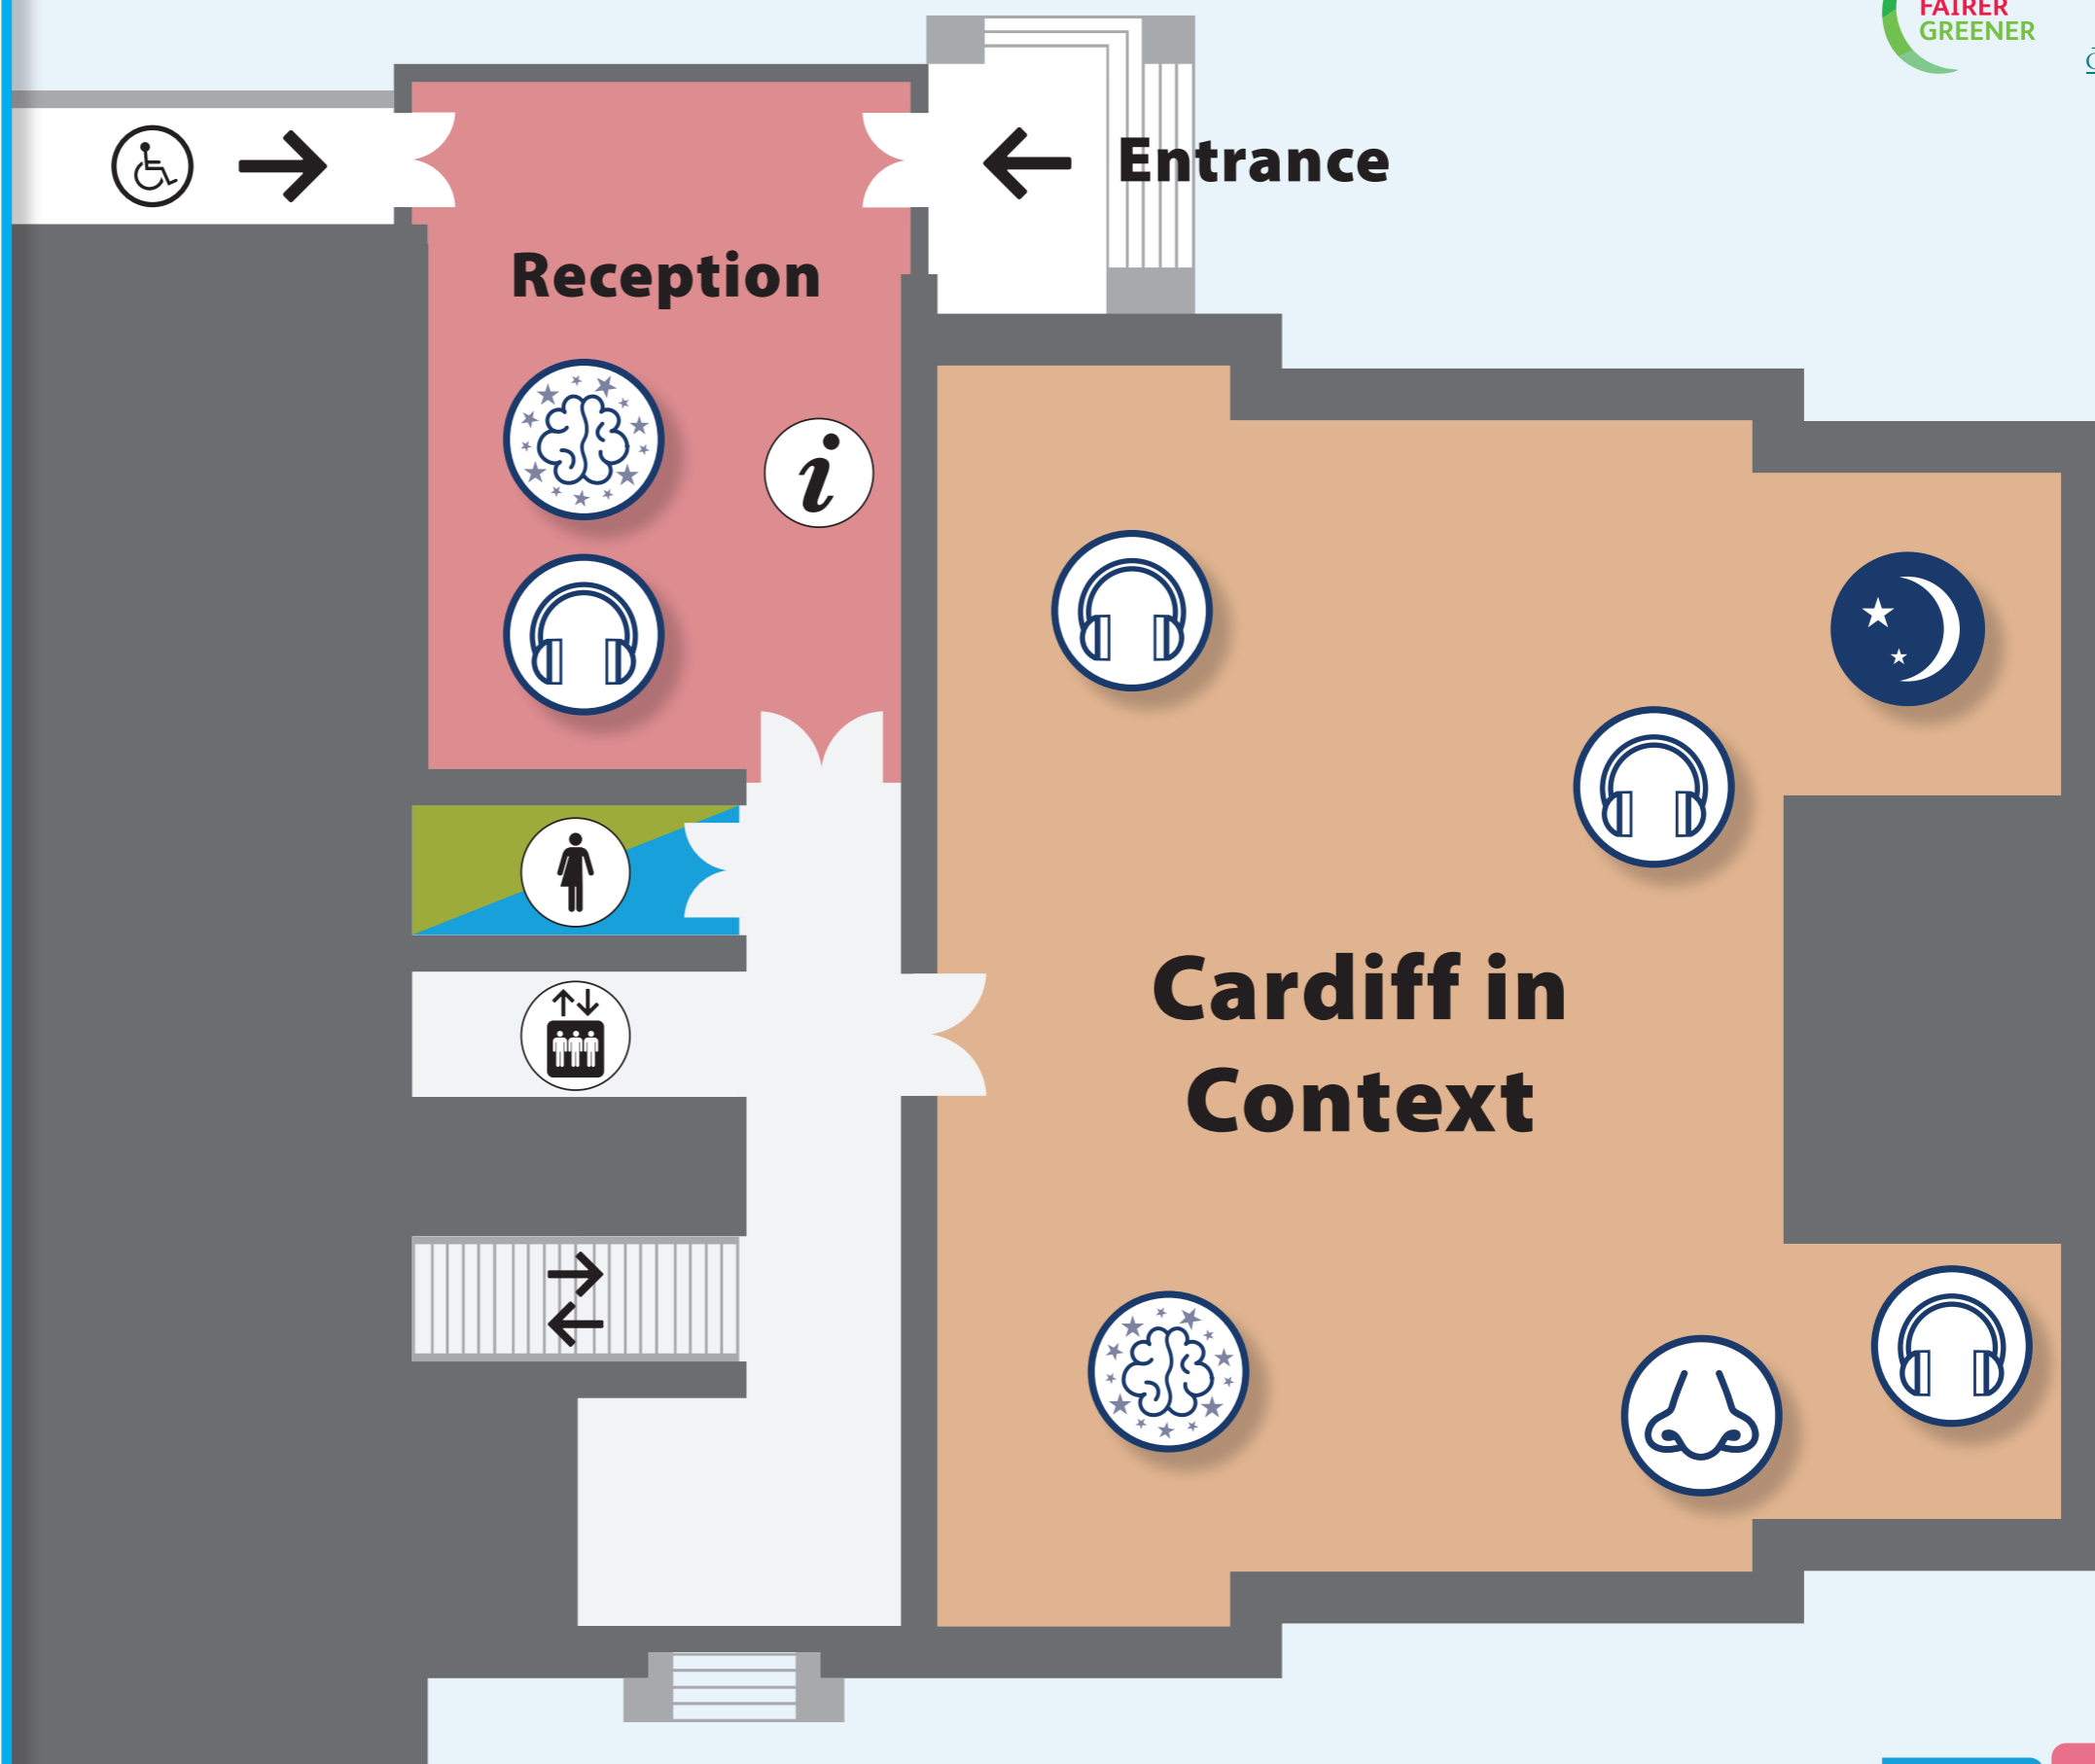 FAIRER
GREENER
Entrance
Reception
i
Cardiff in
Context